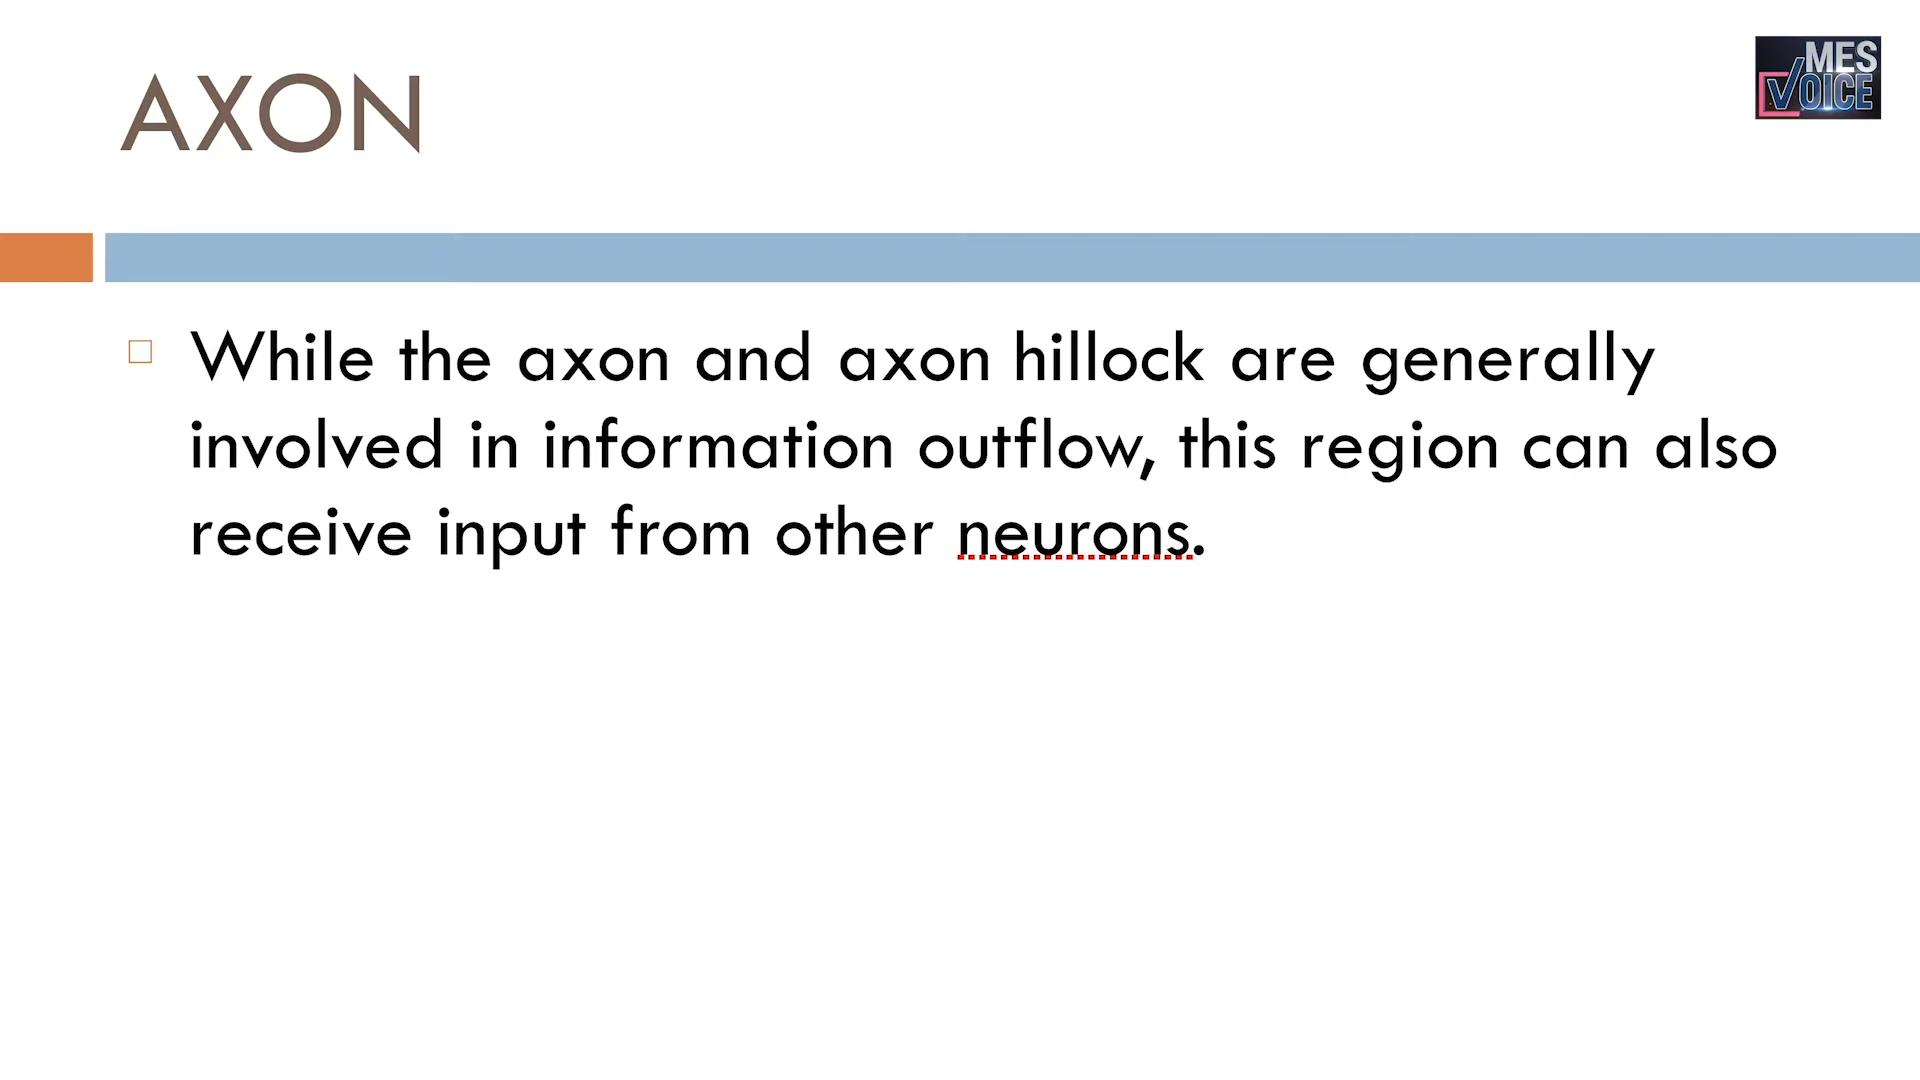 AXON
MES
VOICE
While the axon and axon hillock are generally
involved in information outflow, this region can also
receive input from other neurons.